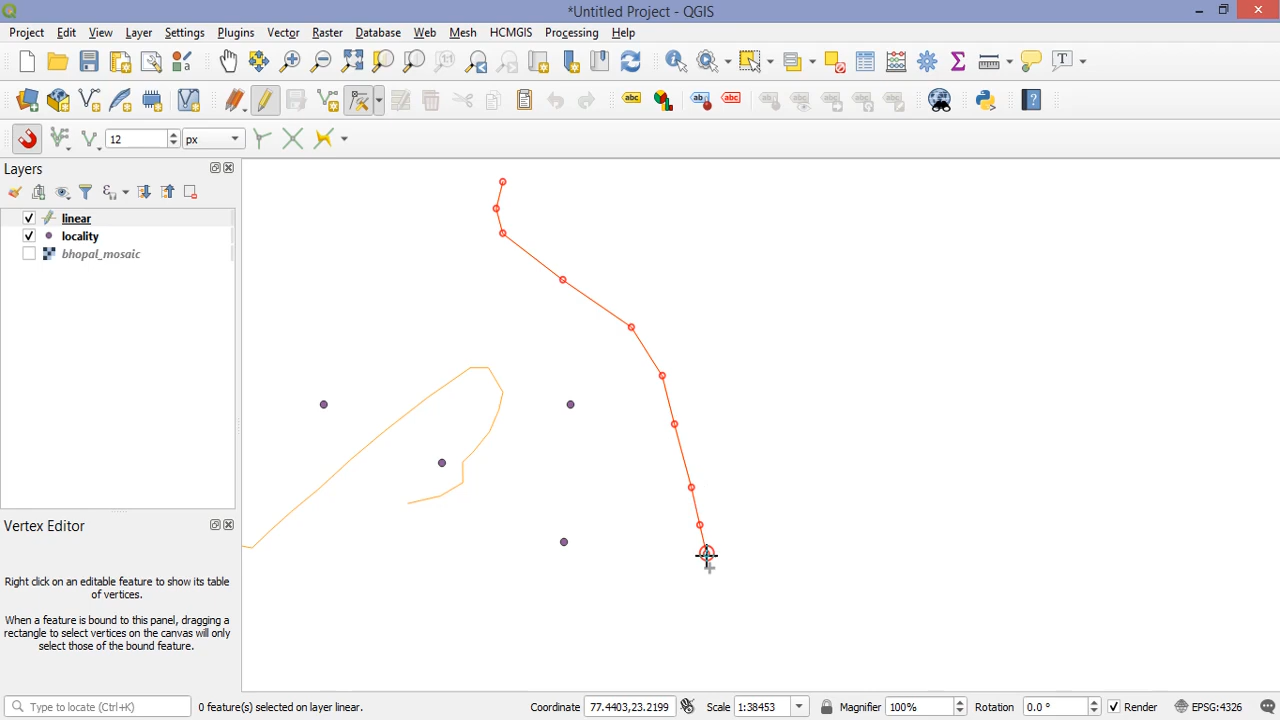 *Untitled Project - QGIS
Project Edit View Layer Settings Plugins Vector Raster Database Web Mesh HCMGIS Processing Help
12 px
Layers
linear
locality
bhopal_mosaic
Vertex Editor
Right click on an editable feature to show its table
of vertices.
When a feature is bound to this panel, dragging a
rectangle to select vertices on the canvas will only
select those of the bound feature.
Type to locate (Ctrl+K) 0 feature(s) selected on layer linear. Coordinate 77.4403,23.2199 Scale 1:38453 Magnifier 100% Rotation 0.0 ° Render EPSG:4326